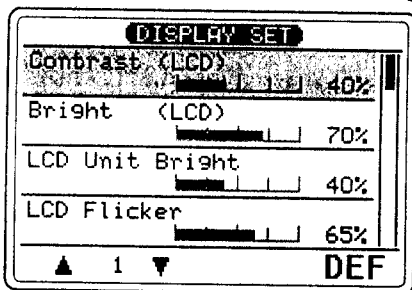 DISPLAY SET
Contrast (LCD)
40%
Bright (LCD)
70%
LCD Unit Bright
40%
LCD Flicker
65%
▲ 1 ▼ DEF